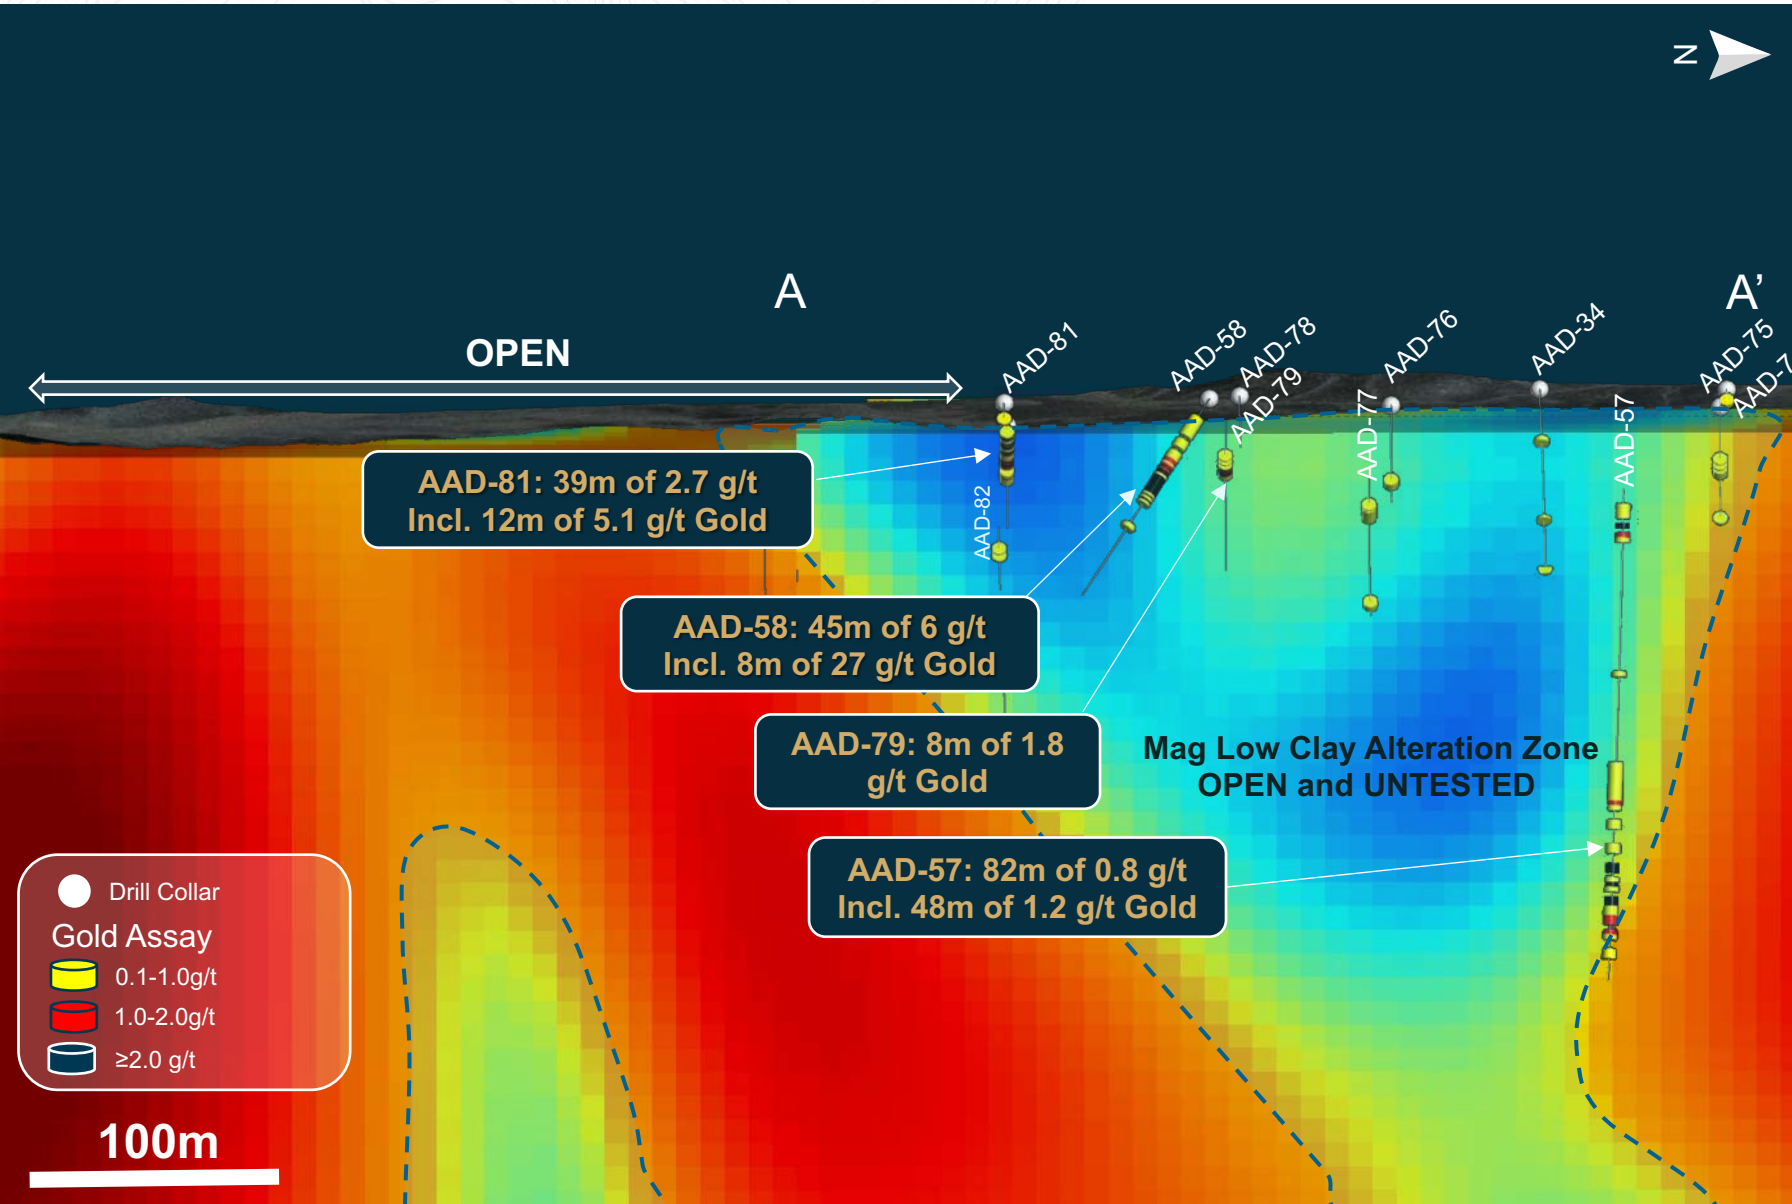 N
A
A’
OPEN
AAD-81
AAD-58
AAD-78
AAD-79
AAD-76
AAD-77
AAD-34
AAD-57
AAD-75
AAD-7
AAD-82
AAD-81: 39m of 2.7 g/t
Incl. 12m of 5.1 g/t Gold
AAD-58: 45m of 6 g/t
Incl. 8m of 27 g/t Gold
AAD-79: 8m of 1.8
g/t Gold
Mag Low Clay Alteration Zone
OPEN and UNTESTED
AAD-57: 82m of 0.8 g/t
Incl. 48m of 1.2 g/t Gold
Drill Collar
Gold Assay
0.1-1.0g/t
1.0-2.0g/t
≥2.0 g/t
100m